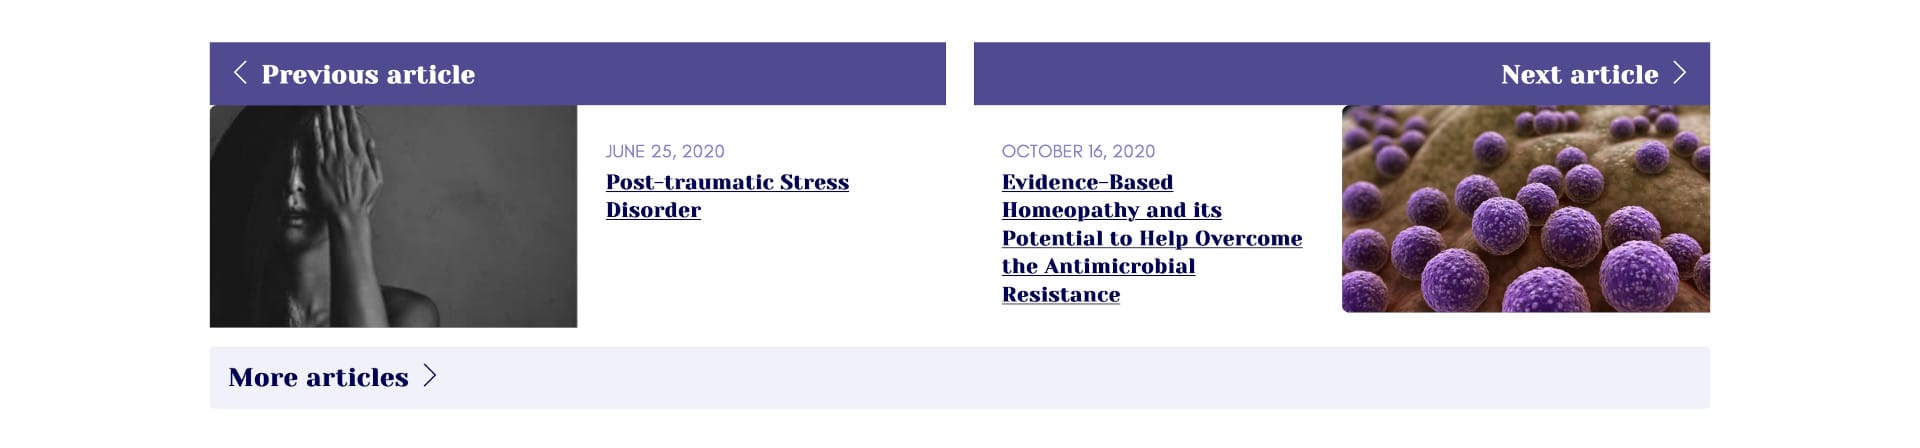 Previous article
Next article
JUNE 25, 2020
Post-traumatic Stress
Disorder
OCTOBER 16, 2020
Evidence-Based
Homeopathy and its
Potential to Help Overcome
the Antimicrobial
Resistance
More articles